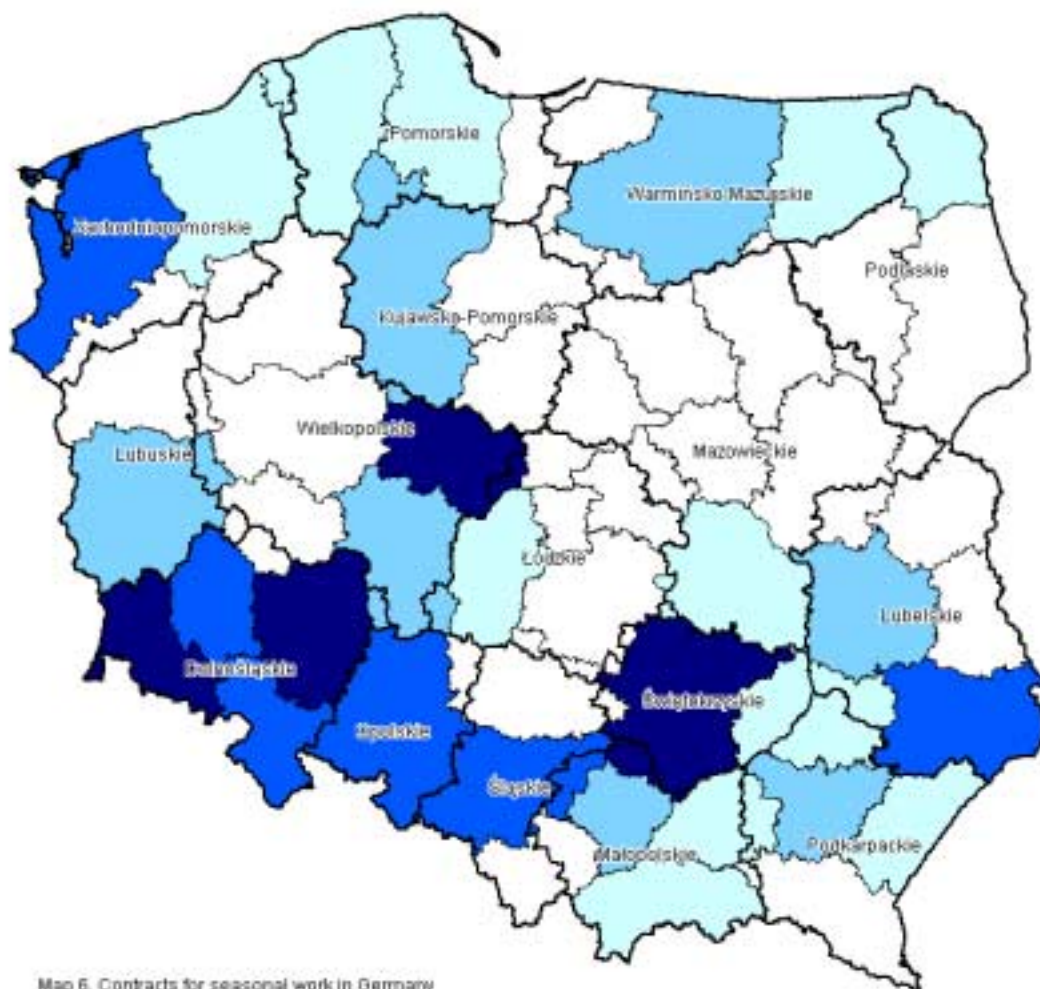 Pomorskie
Warmińsko-Mazurskie
Zachodniopomorskie
Podlaskie
Kujawsko-Pomorskie
Wielkopolskie
Lubuskie
Mazowieckie
Łódzkie
Lubelskie
Dolnośląskie
Świętokrzyskie
Opolskie
Śląskie
Małopolskie
Podkarpackie
Map 6. Contracts for seasonal work in Germany